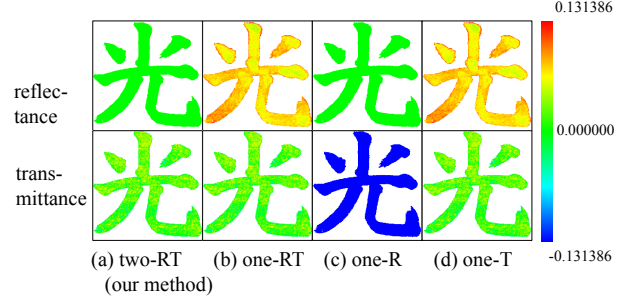 0.131386
光 光 光 光
reflec-
tance
0.000000
光 光 光 光
trans-
mittance
-0.131386
(a) two-RT (b) one-RT (c) one-R (d) one-T
(our method)